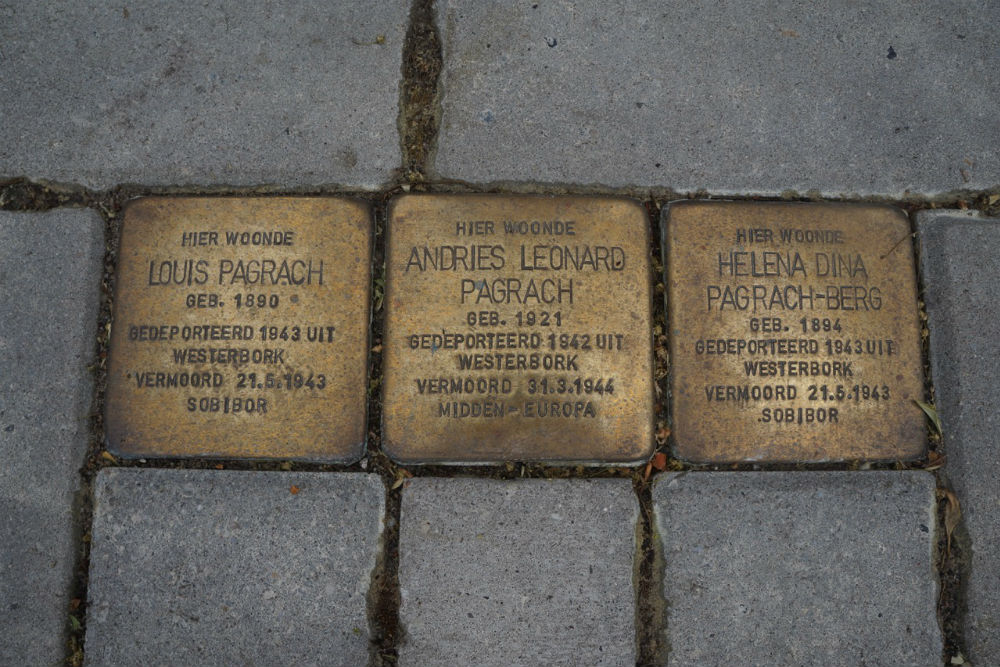 HIER WOONDE
LOUIS PAGRACH
GEB. 1890
GEDEPORTEERD 1943 UIT
WESTERBORK
VERMOORD 21.5.1943
SOBIBOR
HIER WOONDE
ANDRIES LEONARD
PAGRACH
GEB. 1921
GEDEPORTEERD 1942 UIT
WESTERBORK
VERMOORD 31.3.1944
MIDDEN-EUROPA
HIER WOONDE
HELENA DINA
PAGRACH-BERG
GEB. 1894
GEDEPORTEERD 1943 UIT
WESTERBORK
VERMOORD 21.5.1943
SOBIBOR